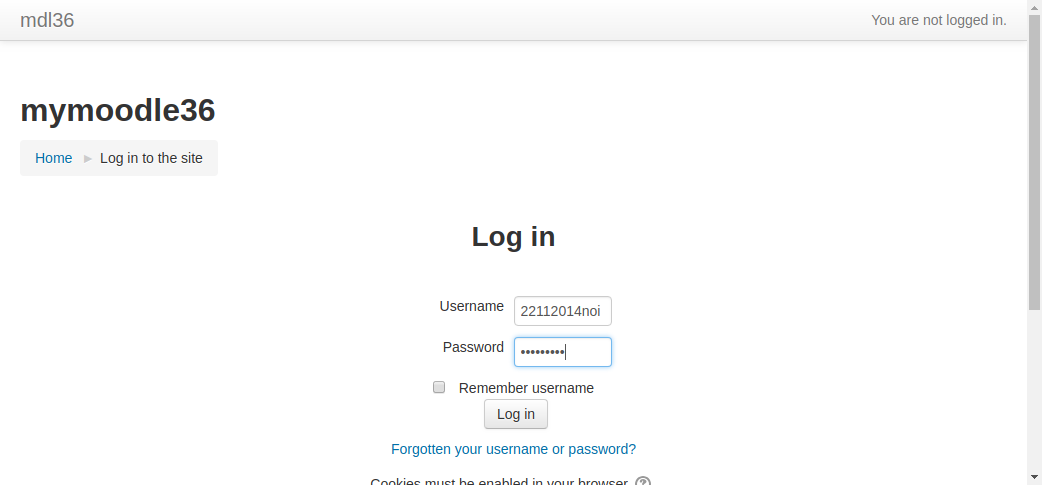 mdl36 You are not logged in.
mymoodle36
Home ► Log in to the site
Log in
Username 22112014noi
Password •••••••••
Remember username
Log in
Forgotten your username or password?
Cookies must be enabled in your browser ?